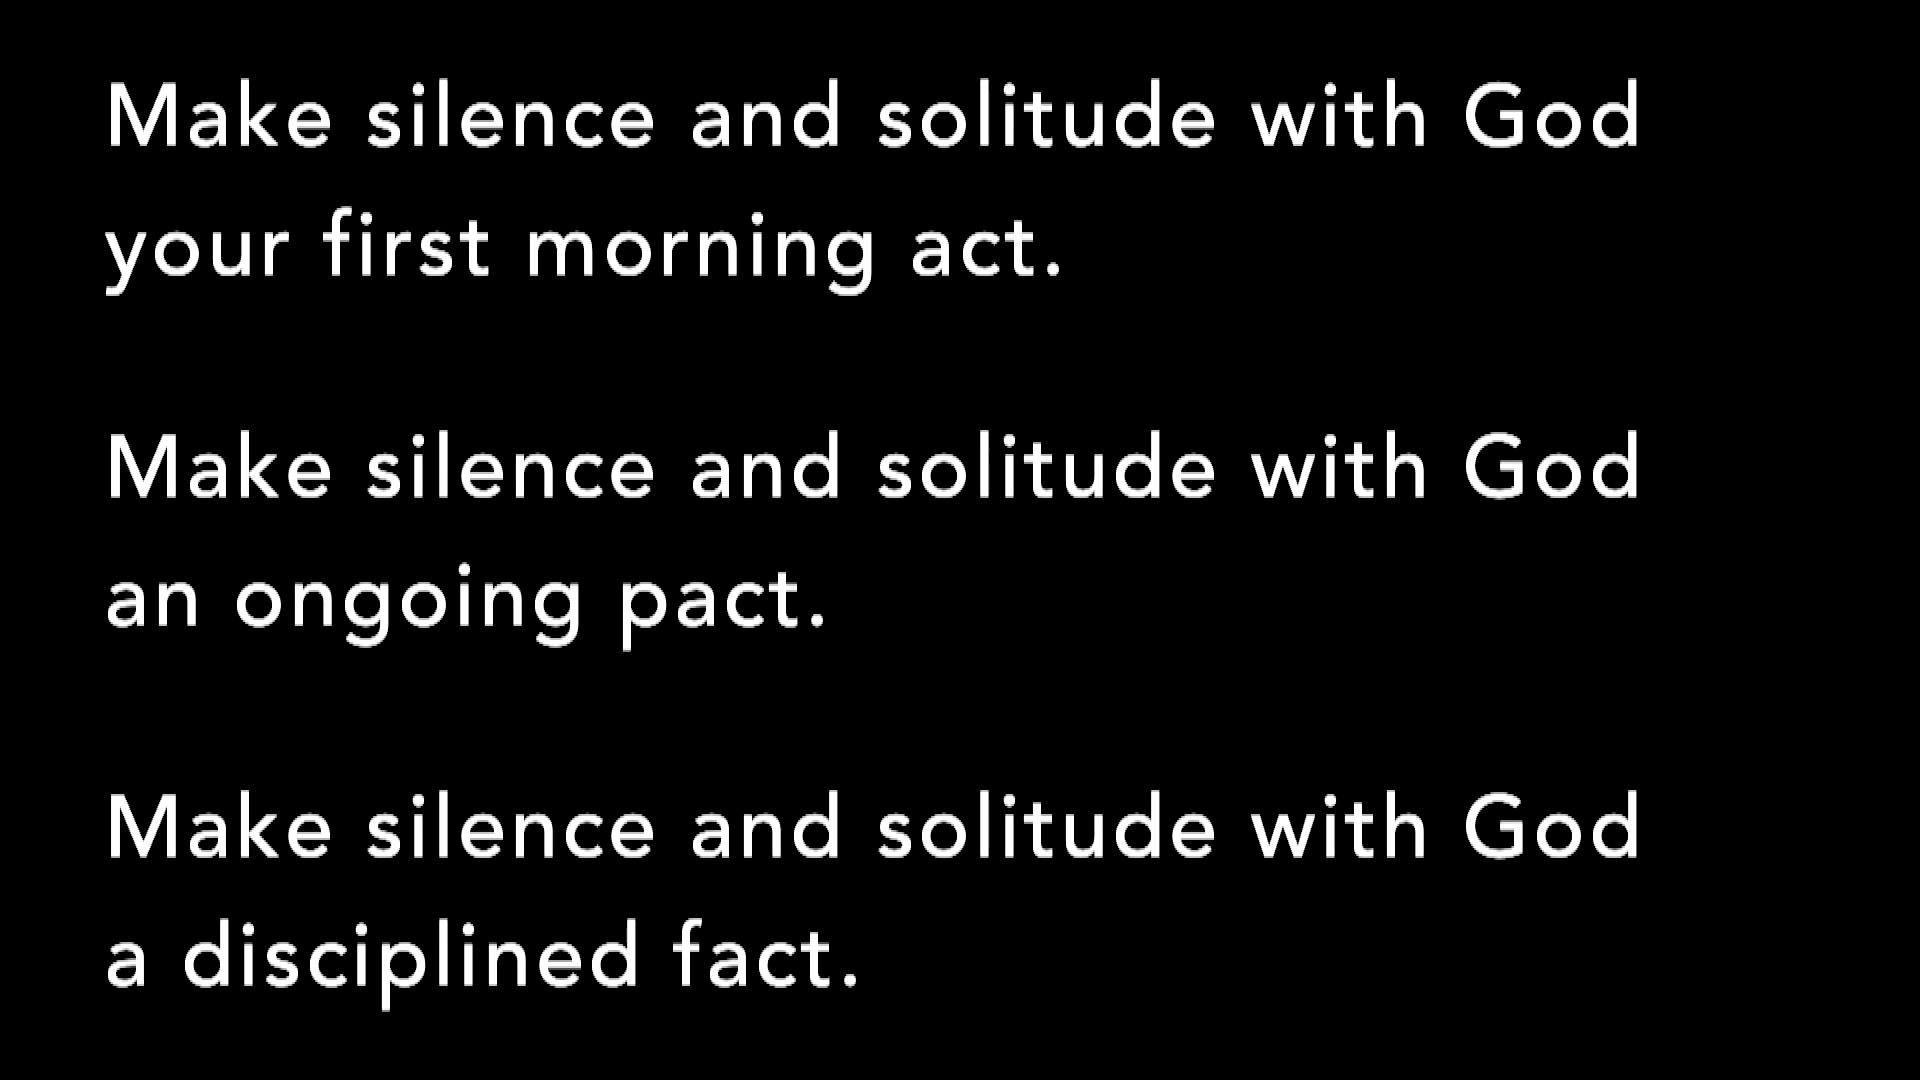 Make silence and solitude with God
your first morning act.
Make silence and solitude with God
an ongoing pact.
Make silence and solitude with God
a disciplined fact.